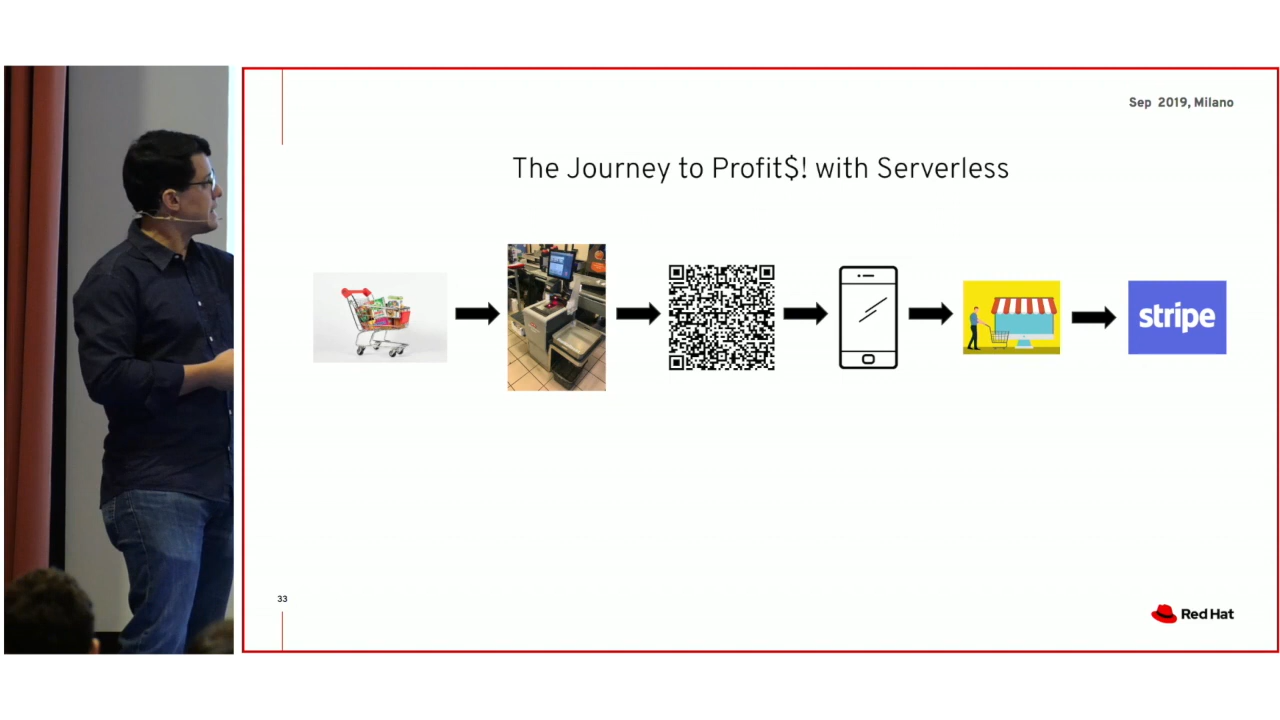 Sep 2019, Milano
The Journey to Profit$! with Serverless
stripe
33
Red Hat